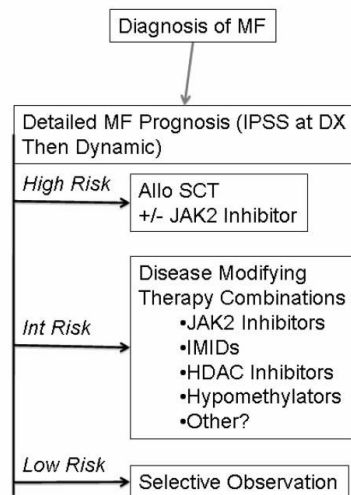 Diagnosis of MF
Detailed MF Prognosis (IPSS at DX
Then Dynamic)
High Risk
Allo SCT
+/- JAK2 Inhibitor
Disease Modifying
Therapy Combinations
•JAK2 Inhibitors
Int Risk
•IMIDs
•HDAC Inhibitors
•Hypomethylators
•Other?
Low Risk
Selective Observation